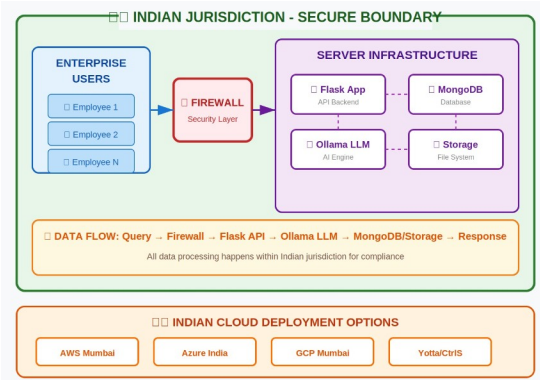 INDIAN JURISDICTION - SECURE BOUNDARY
ENTERPRISE
USERS
Employee 1
Employee 2
Employee N
FIREWALL
Security Layer
SERVER INFRASTRUCTURE
Flask App
API Backend
MongoDB
Database
Ollama LLM
AI Engine
Storage
File System
DATA FLOW: Query → Firewall → Flask API → Ollama LLM → MongoDB/Storage → Response
All data processing happens within Indian jurisdiction for compliance
INDIAN CLOUD DEPLOYMENT OPTIONS
AWS Mumbai
Azure India
GCP Mumbai
Yotta/CtrlS